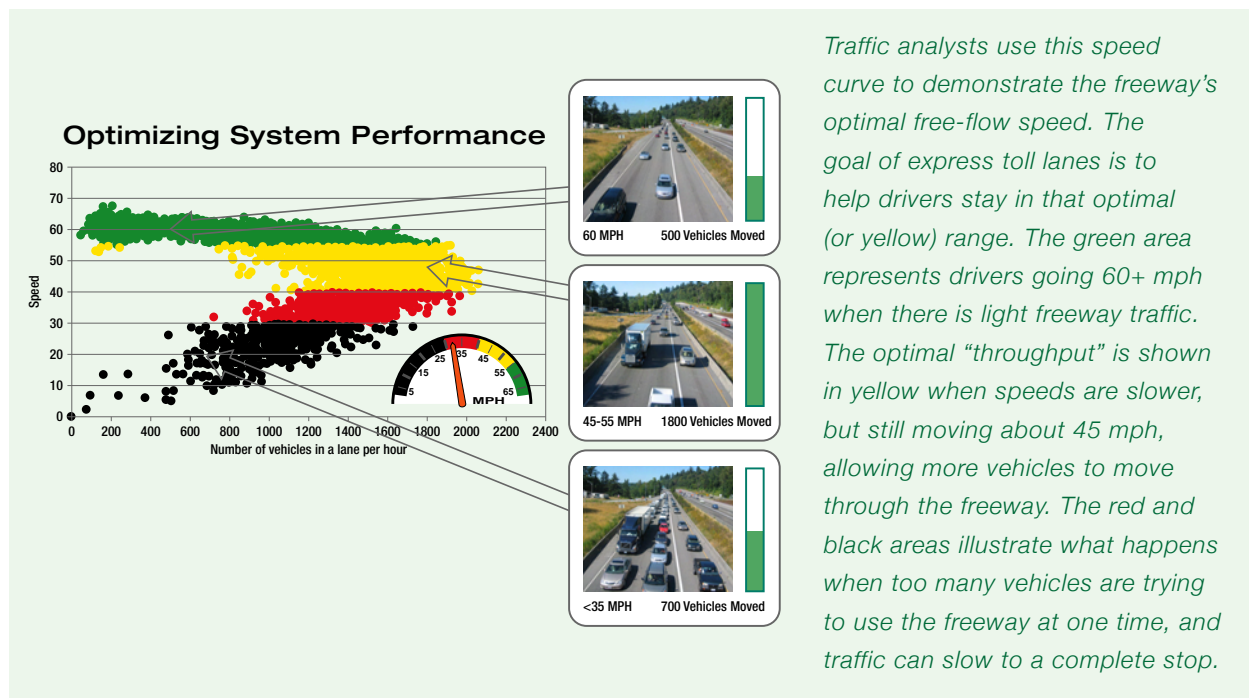 Optimizing System Performance
80
70
60
50
40
30
20
10
0
Speed
0 200 400 600 800 1000 1200 1400 1600 1800 2000 2200 2400
Number of vehicles in a lane per hour
5 15 25 35 45 55 65
MPH
60 MPH 500 Vehicles Moved
45-55 MPH 1800 Vehicles Moved
<35 MPH 700 Vehicles Moved
Traffic analysts use this speed
curve to demonstrate the freeway’s
optimal free-flow speed. The
goal of express toll lanes is to
help drivers stay in that optimal
(or yellow) range. The green area
represents drivers going 60+ mph
when there is light freeway traffic.
The optimal “throughput” is shown
in yellow when speeds are slower,
but still moving about 45 mph,
allowing more vehicles to move
through the freeway. The red and
black areas illustrate what happens
when too many vehicles are trying
to use the freeway at one time, and
traffic can slow to a complete stop.